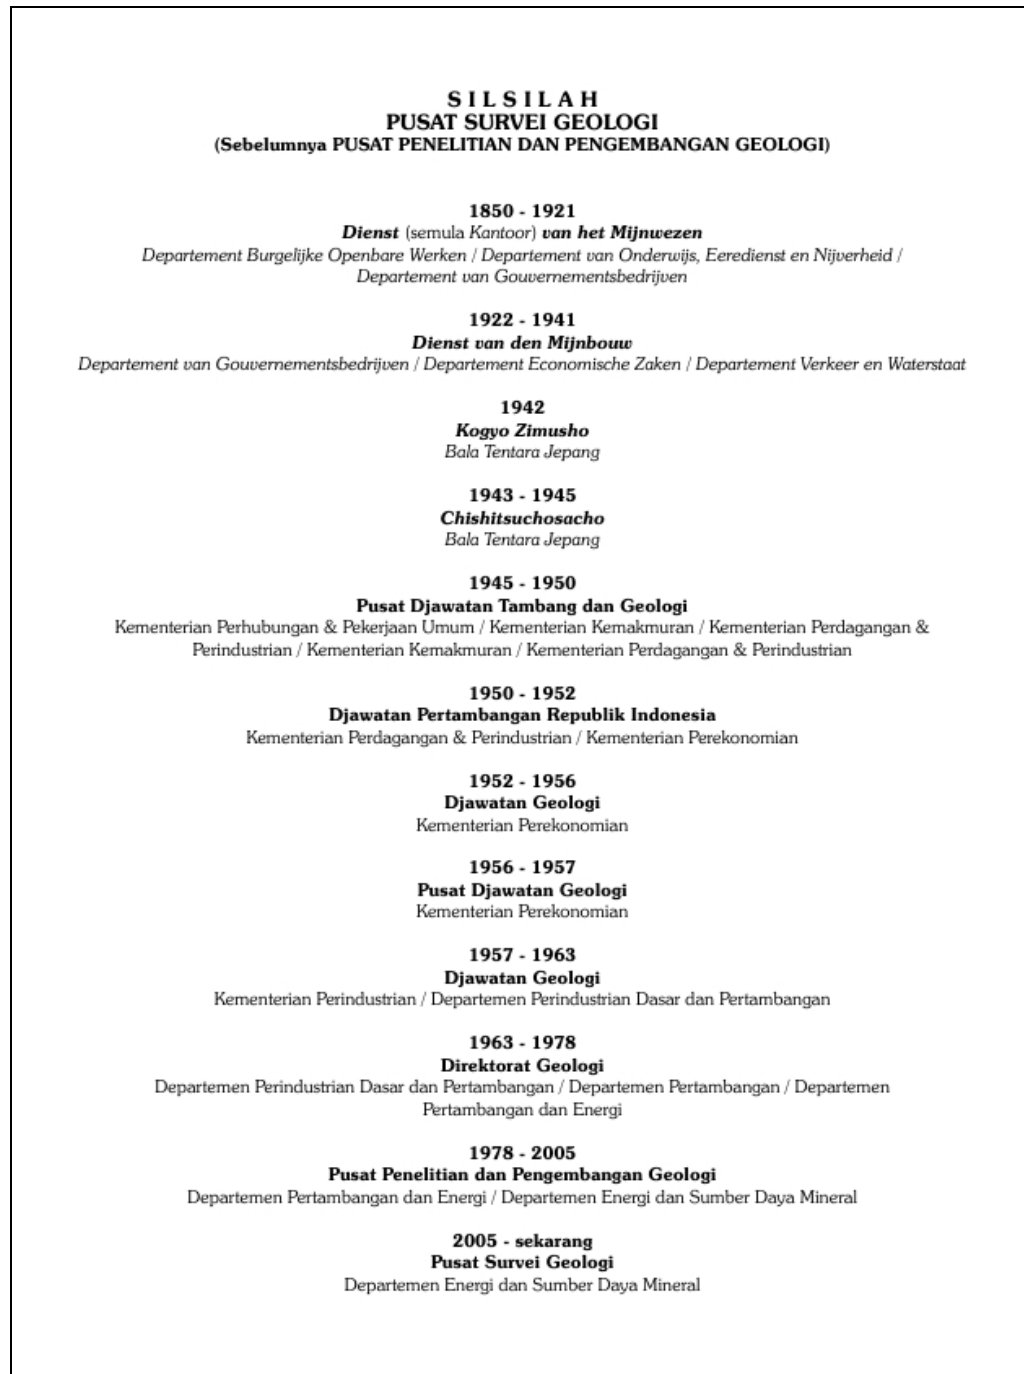 S I L S I L A H
PUSAT SURVEI GEOLOGI
(Sebelumnya PUSAT PENELITIAN DAN PENGEMBANGAN GEOLOGI)
1850 - 1921
Dienst (semula Kantoor) van het Mijnwezen
Departement Burgelijke Openbare Werken / Departement van Onderwijs, Eeredienst en Nijverheid /
Departement van Gouvernementsbedrijven
1922 - 1941
Dienst van den Mijnbouw
Departement van Gouvernementsbedrijven / Departement Economische Zaken / Departement Verkeer en Waterstaat
1942
Kogyo Zimusho
Bala Tentara Jepang
1943 - 1945
Chishitsuchosacho
Bala Tentara Jepang
1945 - 1950
Pusat Djawatan Tambang dan Geologi
Kementerian Perhubungan & Pekerjaan Umum / Kementerian Kemakmuran / Kementerian Perdagangan &
Perindustrian / Kementerian Kemakmuran / Kementerian Perdagangan & Perindustrian
1950 - 1952
Djawatan Pertambangan Republik Indonesia
Kementerian Perdagangan & Perindustrian / Kementerian Perekonomian
1952 - 1956
Djawatan Geologi
Kementerian Perekonomian
1956 - 1957
Pusat Djawatan Geologi
Kementerian Perekonomian
1957 - 1963
Djawatan Geologi
Kementerian Perindustrian / Departemen Perindustrian Dasar dan Pertambangan
1963 - 1978
Direktorat Geologi
Departemen Perindustrian Dasar dan Pertambangan / Departemen Pertambangan / Departemen
Pertambangan dan Energi
1978 - 2005
Pusat Penelitian dan Pengembangan Geologi
Departemen Pertambangan dan Energi / Departemen Energi dan Sumber Daya Mineral
2005 - sekarang
Pusat Survei Geologi
Departemen Energi dan Sumber Daya Mineral